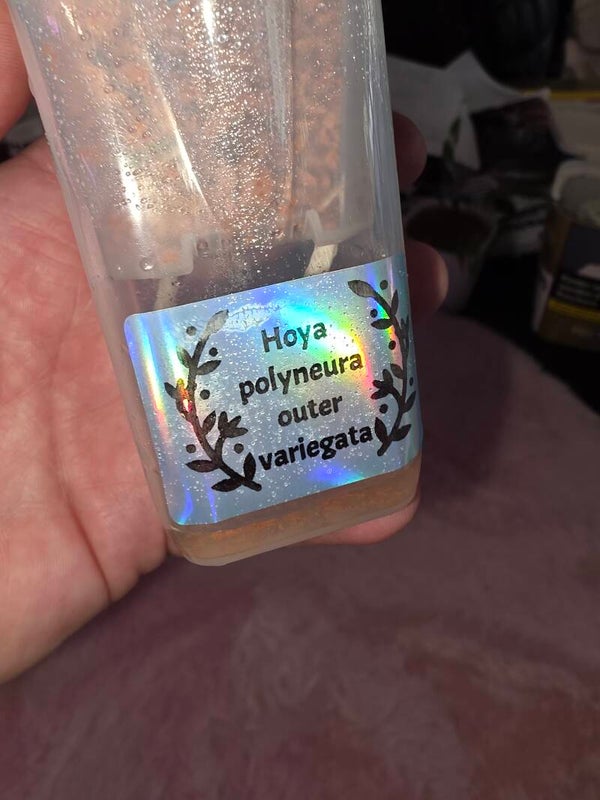 Hoya
polyneura
outer
variegata